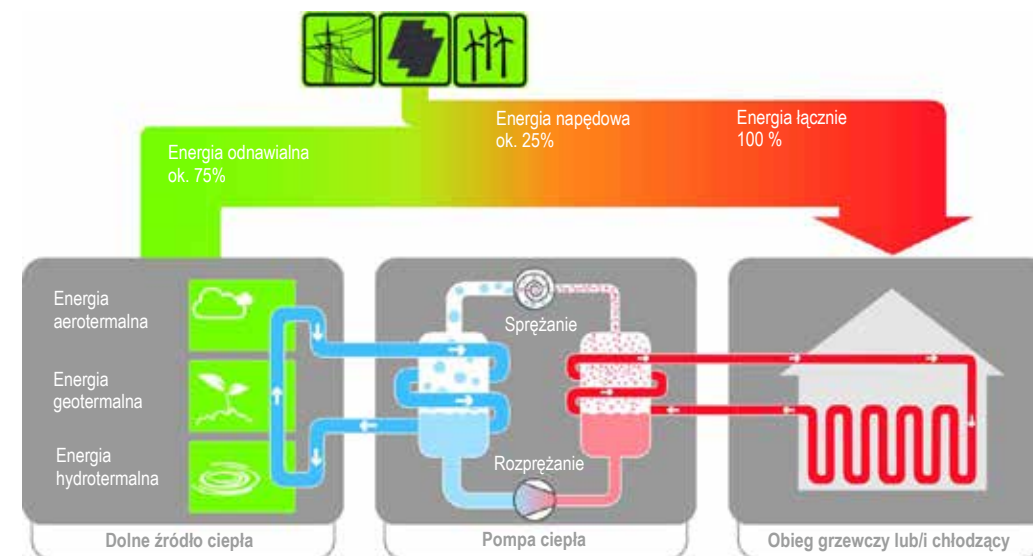 Energia odnawialna
ok. 75%
Energia napędowa
ok. 25%
Energia łącznie
100 %
Energia
aerotermalna
Energia
geotermalna
Energia
hydrotermalna
Sprężanie
Rozprężanie
Dolne źródło ciepła
Pompa ciepła
Obieg grzewczy lub/i chłodzący